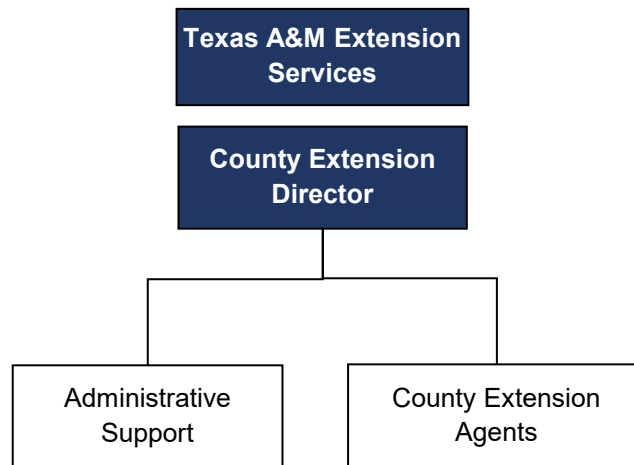 Texas A&M Extension
Services
County Extension
Director
Administrative
Support
County Extension
Agents